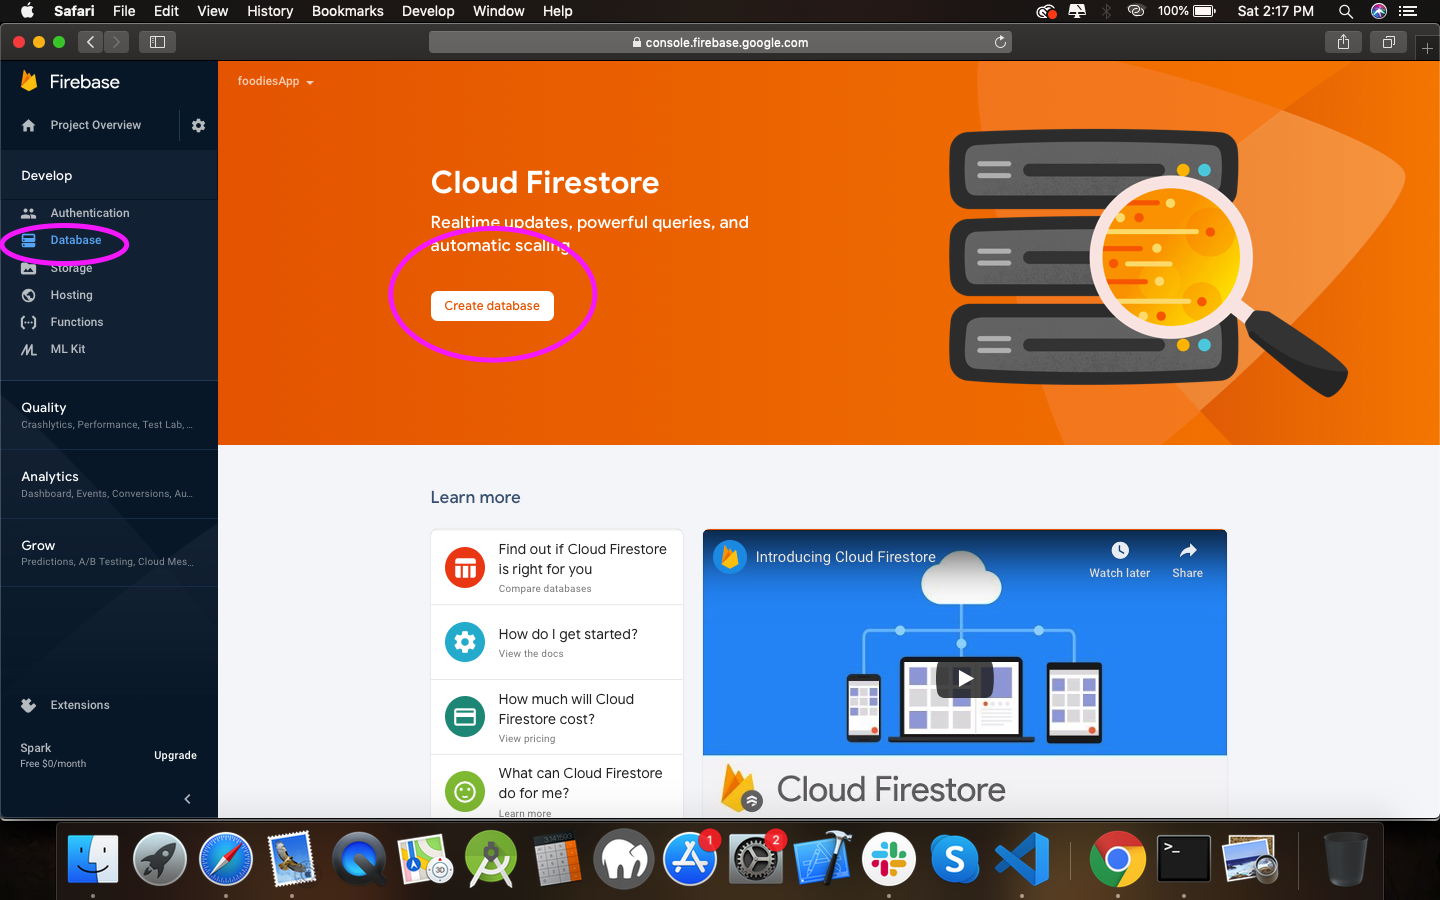 Safari File Edit View History Bookmarks Develop Window Help
100% Sat 2:17 PM
console.firebase.google.com
Firebase
Project Overview
Develop
Authentication
Database
Storage
Hosting
Functions
ML Kit
Quality
Crashlytics, Performance, Test Lab, ...
Analytics
Dashboard, Events, Conversions, Au...
Grow
Predictions, A/B Testing, Cloud Mes...
Extensions
Spark
Free $0/month
Upgrade
foodiesApp
Cloud Firestore
Realtime updates, powerful queries, and
automatic scaling
Create database
Learn more
Find out if Cloud Firestore
is right for you
Compare databases
How do I get started?
View the docs
How much will Cloud
Firestore cost?
View pricing
What can Cloud Firestore
do for me?
Learn more
Introducing Cloud Firestore
Watch later
Share
Cloud Firestore
3D
1
2
S
>_